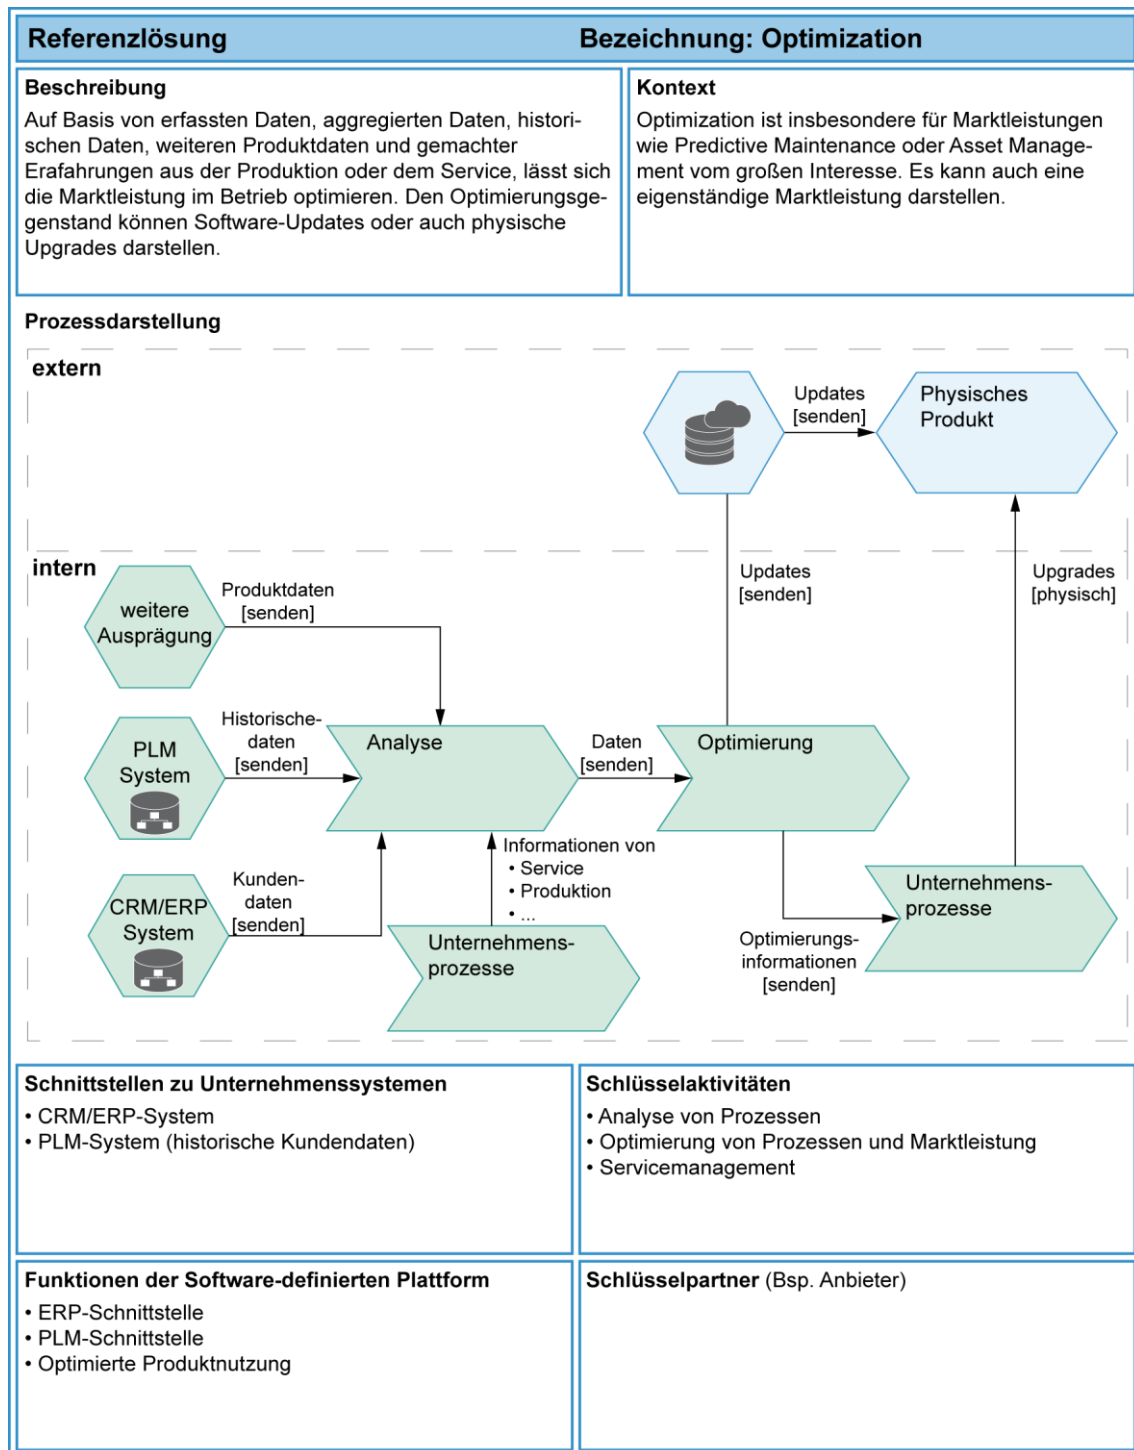 Referenzlösung
Bezeichnung: Optimization
Beschreibung
Auf Basis von erfassten Daten, aggregierten Daten, histori-
schen Daten, weiteren Produktdaten und gemachter
Erafahrungen aus der Produktion oder dem Service, lässt sich
die Marktleistung im Betrieb optimieren. Den Optimierungsge-
genstand können Software-Updates oder auch physische
Upgrades darstellen.
Kontext
Optimization ist insbesondere für Marktleistungen
wie Predictive Maintenance oder Asset Manage-
ment vom großen Interesse. Es kann auch eine
eigenständige Marktleistung darstellen.
Prozessdarstellung
extern
Updates
[senden]
Physisches
Produkt
intern
weitere
Ausprägung
Produktdaten
[senden]
Updates
[senden]
Upgrades
[physisch]
PLM
System
Historische-
daten
[senden]
Analyse
Daten
[senden]
Optimierung
CRM/ERP
System
Kunden-
daten
[senden]
Informationen von
• Service
• Produktion
• ...
Unternehmens-
prozesse
Optimierungs-
informationen
[senden]
Unternehmens-
prozesse
Schnittstellen zu Unternehmenssystemen
• CRM/ERP-System
• PLM-System (historische Kundendaten)
Schlüsselaktivitäten
• Analyse von Prozessen
• Optimierung von Prozessen und Marktleistung
• Servicemanagement
Funktionen der Software-definierten Plattform
• ERP-Schnittstelle
• PLM-Schnittstelle
• Optimierte Produktnutzung
Schlüsselpartner (Bsp. Anbieter)